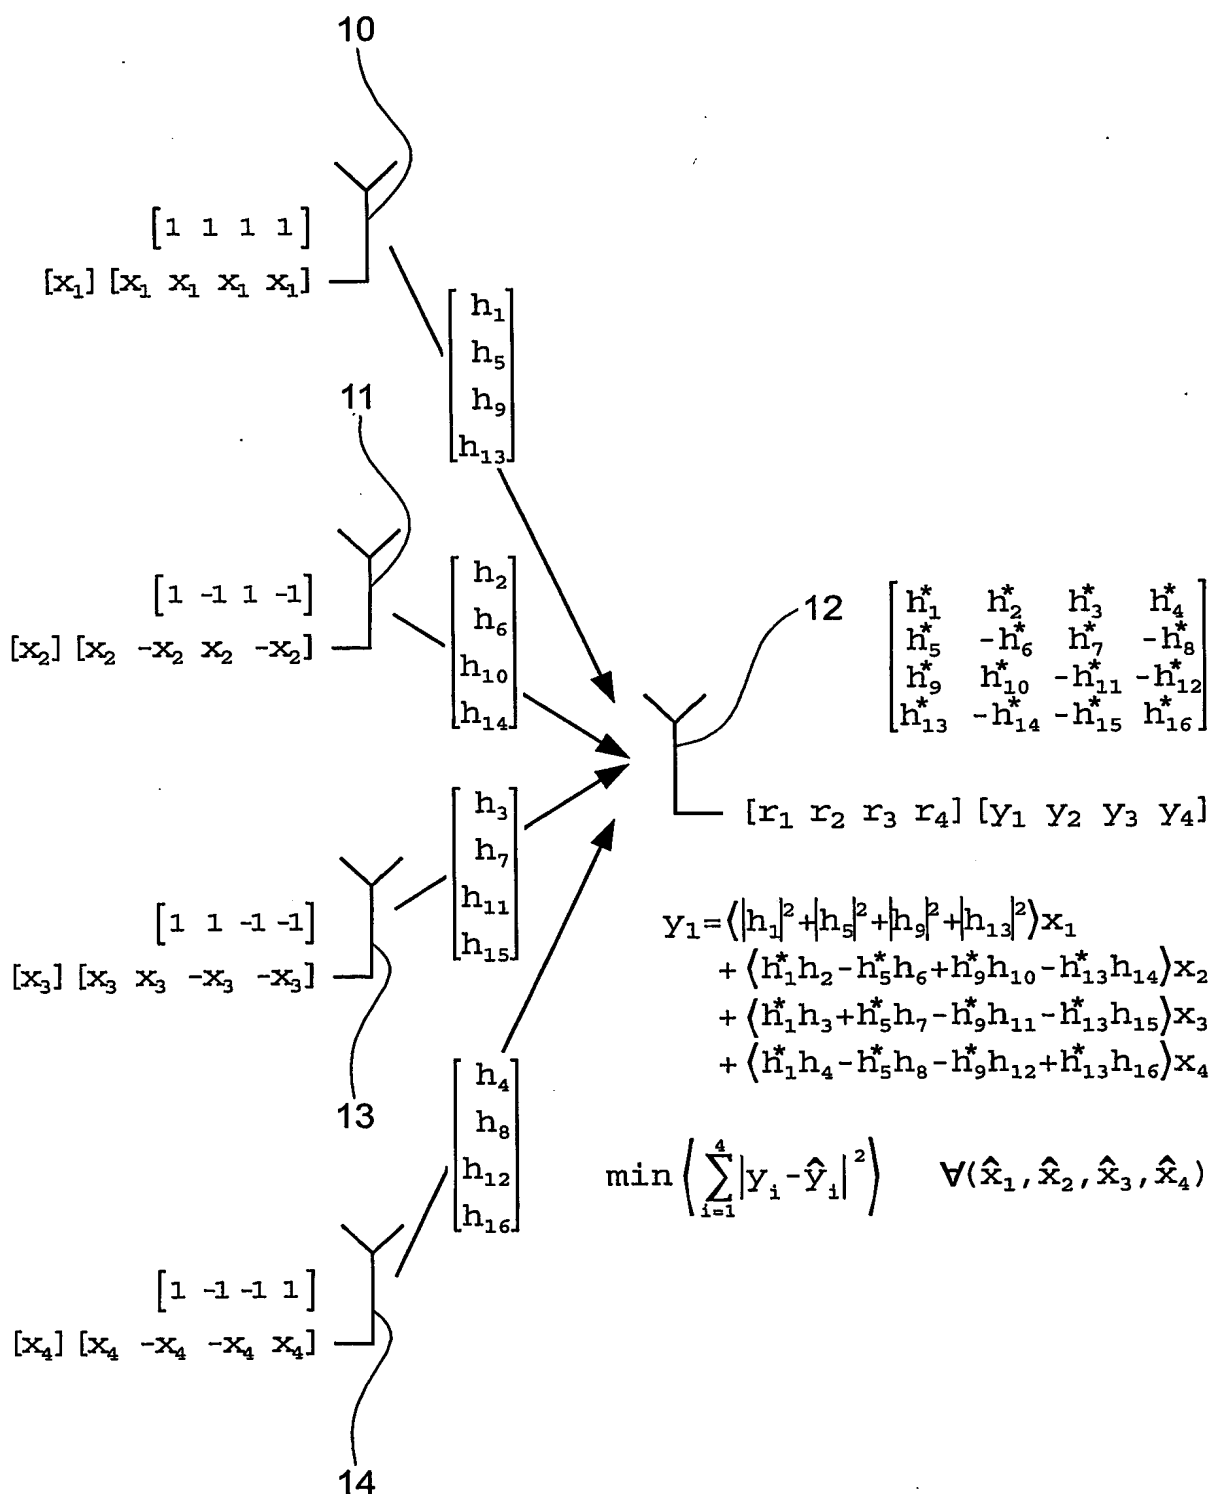 10
[1 1 1 1]
[x₁] [x₁ x₁ x₁ x₁]
[h₁
h₅
h₉
h₁₃]
11
[1 -1 1 -1]
[x₂] [x₂ -x₂ x₂ -x₂]
[h₂
h₆
h₁₀
h₁₄]
12
[h*₁ h*₂ h*₃ h*₄
h*₅ -h*₆ h*₇ -h*₈
h*₉ h*₁₀ -h*₁₁ -h*₁₂
h*₁₃ -h*₁₄ -h*₁₅ h*₁₆]
[r₁ r₂ r₃ r₄] [y₁ y₂ y₃ y₄]
[h₃
h₇
h₁₁
h₁₅]
[1 1 -1 -1]
[x₃] [x₃ x₃ -x₃ -x₃]
13
y₁=⟨|h₁|²+|h₅|²+|h₉|²+|h₁₃|²⟩x₁
+ ⟨h*₁h₂-h*₅h₆+h*₉h₁₀-h*₁₃h₁₄⟩x₂
+ ⟨h*₁h₃+h*₅h₇-h*₉h₁₁-h*₁₃h₁₅⟩x₃
+ ⟨h*₁h₄-h*₅h₈-h*₉h₁₂+h*₁₃h₁₆⟩x₄
[h₄
h₈
h₁₂
h₁₆]
min⟨∑ᵢ₌₁⁴|yᵢ-ŷᵢ|²⟩ ∀(x̂₁,x̂₂,x̂₃,x̂₄)
[1 -1 -1 1]
[x₄] [x₄ -x₄ -x₄ x₄]
14